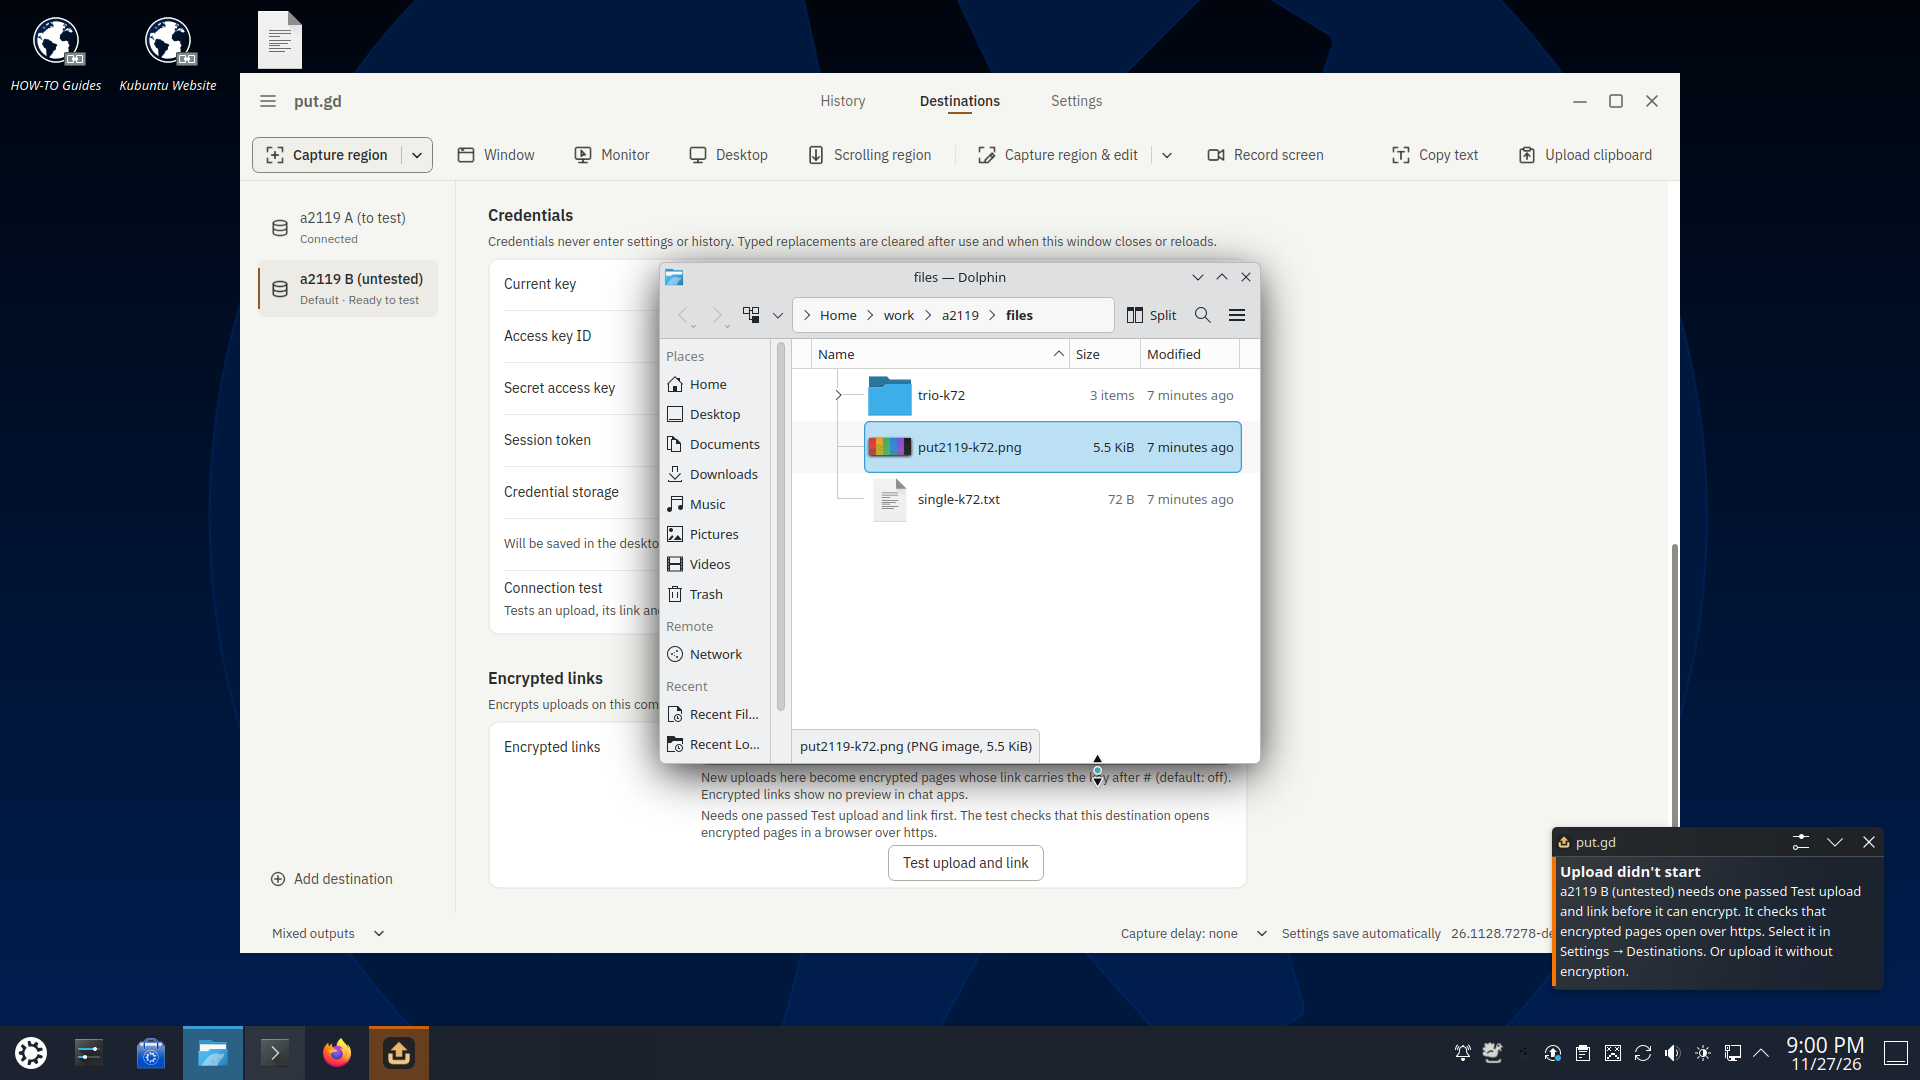 HOW-TO Guides
Kubuntu Website
put.gd
History
Destinations
Settings
Capture region
Window
Monitor
Desktop
Scrolling region
Capture region & edit
Record screen
Copy text
Upload clipboard
a2119 A (to test)
Connected
a2119 B (untested)
Default · Ready to test
Add destination
Credentials
Credentials never enter settings or history. Typed replacements are cleared after use and when this window closes or reloads.
Current key
Access key ID
Secret access key
Session token
Credential storage
Will be saved in the deskto
Connection test
Tests an upload, its link an
Encrypted links
Encrypts uploads on this com
Encrypted links
New uploads here become encrypted pages whose link carries the key after # (default: off).
Encrypted links show no preview in chat apps.
Needs one passed Test upload and link first. The test checks that this destination opens
encrypted pages in a browser over https.
Test upload and link
files — Dolphin
Home
work
a2119
files
Split
Places
Home
Desktop
Documents
Downloads
Music
Pictures
Videos
Trash
Remote
Network
Recent
Recent Fil...
Recent Lo...
Name
Size
Modified
trio-k72
3 items
7 minutes ago
put2119-k72.png
5.5 KiB
7 minutes ago
single-k72.txt
72 B
7 minutes ago
put2119-k72.png (PNG image, 5.5 KiB)
Mixed outputs
Capture delay: none
Settings save automatically
26.1128.7278-de
put.gd
Upload didn't start
a2119 B (untested) needs one passed Test upload
and link before it can encrypt. It checks that
encrypted pages open over https. Select it in
Settings → Destinations. Or upload it without
encryption.
9:00 PM
11/27/26